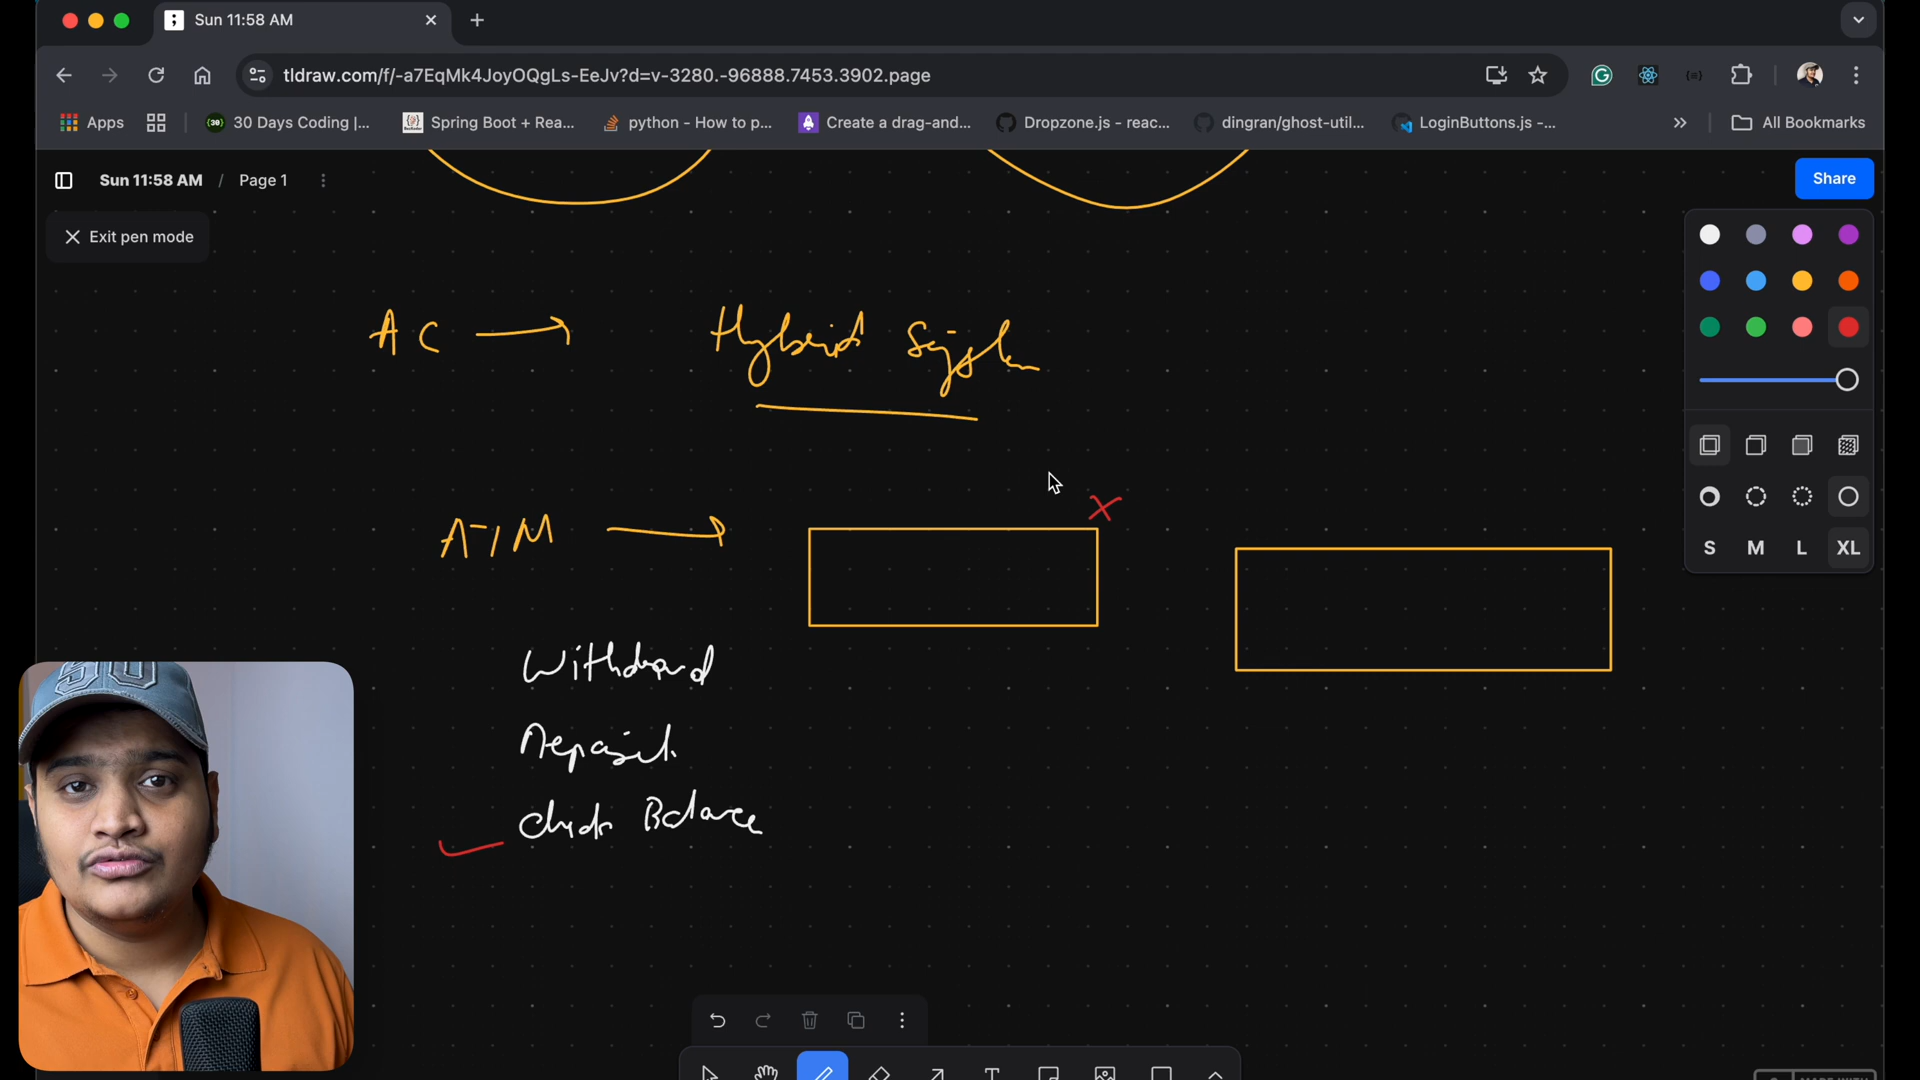 Sun 11:58 AM
tldraw.com/f/-a7EqMk4JoyOQgLs-EeJv?d=v-3280.-96888.7453.3902.page
Apps 30 Days Coding |... Spring Boot + Rea... python - How to p... Create a drag-and... Dropzone.js - reac... dingran/ghost-util... LoginButtons.js -... » All Bookmarks
Sun 11:58 AM / Page 1
Share
Exit pen mode
AC → Hybrid System
ATM →
S M L XL
Withdrawd
Deposit
Check Balance